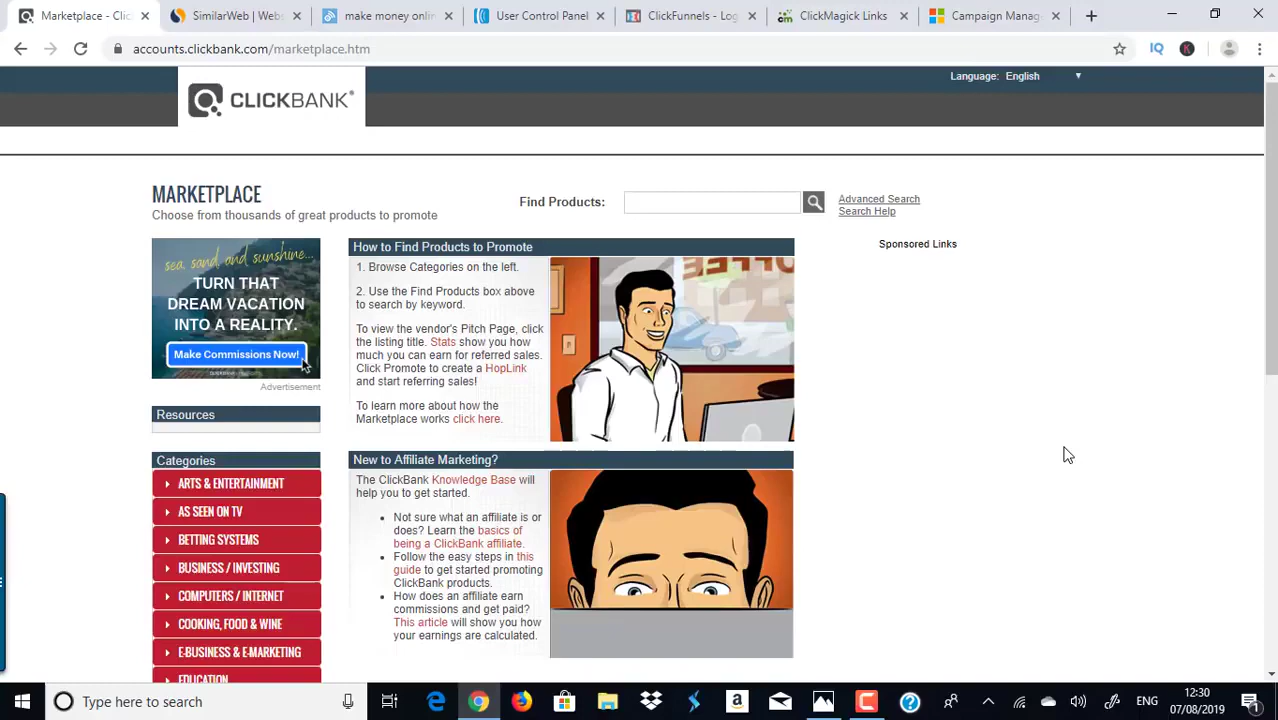 Marketplace - Clic
SimilarWeb | Webs
make money onlin
User Control Panel
ClickFunnels - Log
ClickMagick Links
Campaign Manag
accounts.clickbank.com/marketplace.htm
Language: English
CLICKBANK®
MARKETPLACE
Choose from thousands of great products to promote
Find Products:
Advanced Search
Search Help
Sponsored Links
sea, sand, and sunshine...
TURN THAT
DREAM VACATION
INTO A REALITY.
Make Commissions Now!
Advertisement
Resources
Categories
ARTS & ENTERTAINMENT
AS SEEN ON TV
BETTING SYSTEMS
BUSINESS / INVESTING
COMPUTERS / INTERNET
COOKING, FOOD & WINE
E-BUSINESS & E-MARKETING
EDUCATION
How to Find Products to Promote
1. Browse Categories on the left.
2. Use the Find Products box above
to search by keyword.
To view the vendor's Pitch Page, click
the listing title. Stats show you how
much you can earn for referred sales.
Click Promote to create a HopLink
and start referring sales!
To learn more about how the
Marketplace works click here.
New to Affiliate Marketing?
The ClickBank Knowledge Base will
help you to get started.
Not sure what an affiliate is or
does? Learn the basics of
being a ClickBank affiliate.
Follow the easy steps in this
guide to get started promoting
ClickBank products.
How does an affiliate earn
commissions and get paid?
This article will show you how
your earnings are calculated.
Type here to search
ENG
12:30
07/08/2019